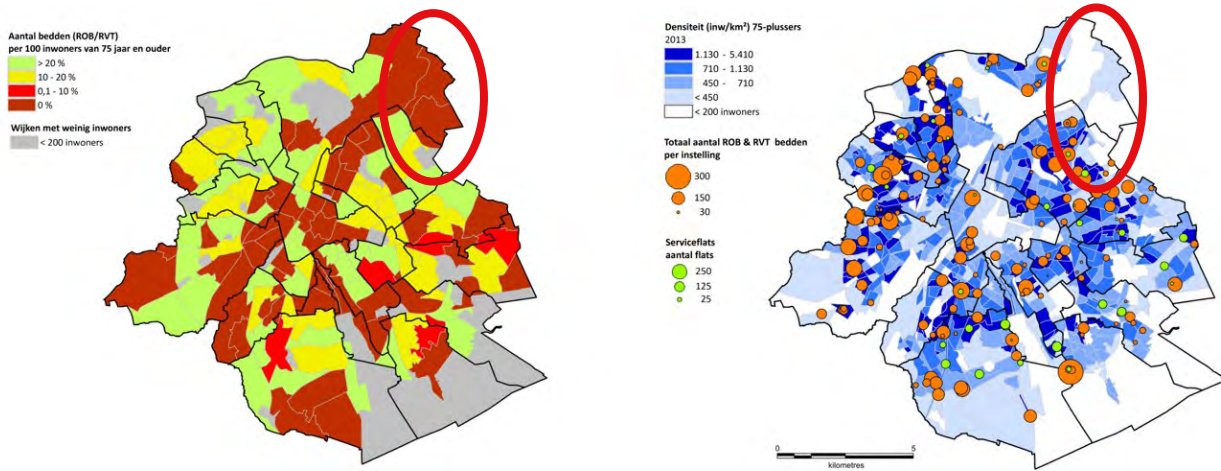 Aantal bedden (ROB/RVT)
per 100 inwoners van 75 jaar en ouder
> 20 %
10 - 20 %
0,1 - 10 %
0 %
Wijken met weinig inwoners
< 200 inwoners
Densiteit (inw/km²) 75-plussers
2013
1.130 - 5.410
710 - 1.130
450 - 710
< 450
< 200 inwoners
Totaal aantal ROB & RVT bedden
per instelling
300
150
30
Serviceflats
aantal flats
250
125
25
0 5
kilometres